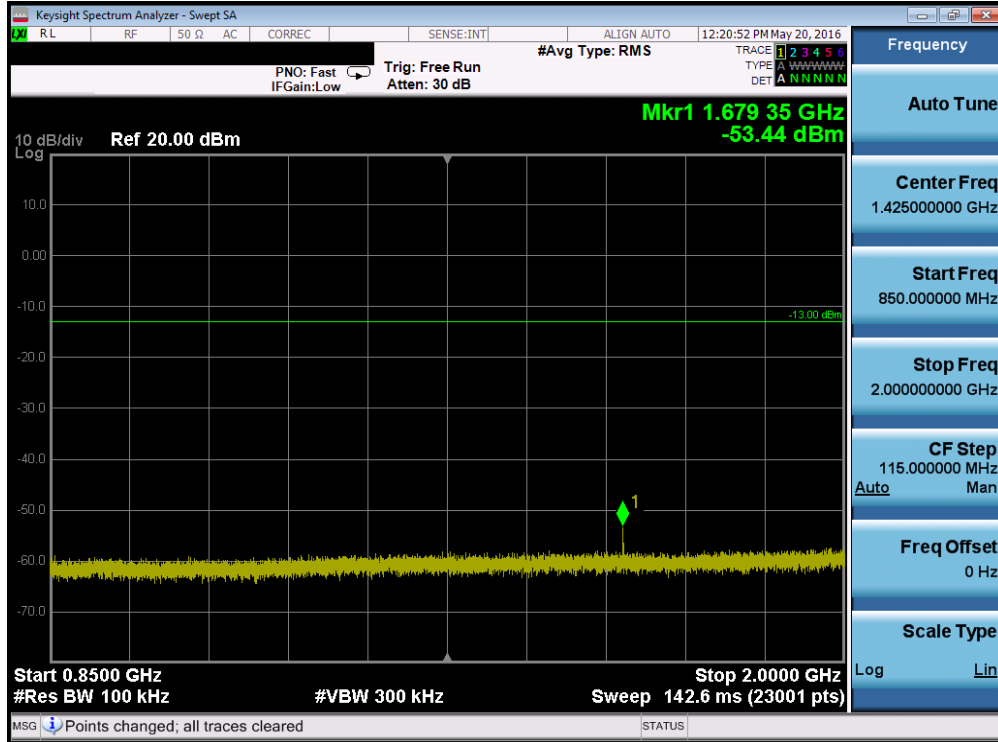 Keysight Spectrum Analyzer - Swept SA
LXI RL RF 50 Ω AC CORREC SENSE:INT ALIGN AUTO 12:20:52 PM May 20, 2016
#Avg Type: RMS TRACE 1 2 3 4 5 6
PNO: Fast Trig: Free Run TYPE A WWWWW
IFGain:Low Atten: 30 dB DET A N N N N N
Mkr1 1.679 35 GHz
-53.44 dBm
10 dB/div Ref 20.00 dBm
Log
10.0
0.00
-10.0
-13.00 dBm
-20.0
-30.0
-40.0
-50.0
1
-60.0
-70.0
Start 0.8500 GHz Stop 2.0000 GHz
#Res BW 100 kHz #VBW 300 kHz Sweep 142.6 ms (23001 pts)
MSG Points changed; all traces cleared STATUS
Frequency
Auto Tune
Center Freq
1.425000000 GHz
Start Freq
850.000000 MHz
Stop Freq
2.000000000 GHz
CF Step
115.000000 MHz
Auto Man
Freq Offset
0 Hz
Scale Type
Log Lin